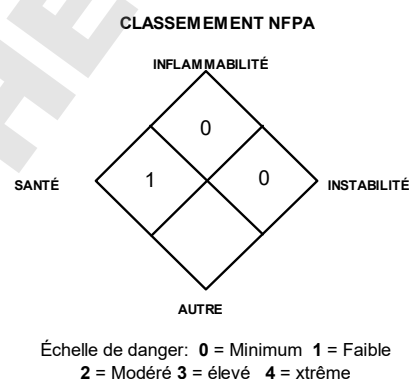 CLASSEMEMENT NFPA
INFLAMMABILITÉ
0
SANTÉ
1
0
INSTABILITÉ
AUTRE
Échelle de danger: 0 = Minimum 1 = Faible
2 = Modéré 3 = élevé 4 = xtrême